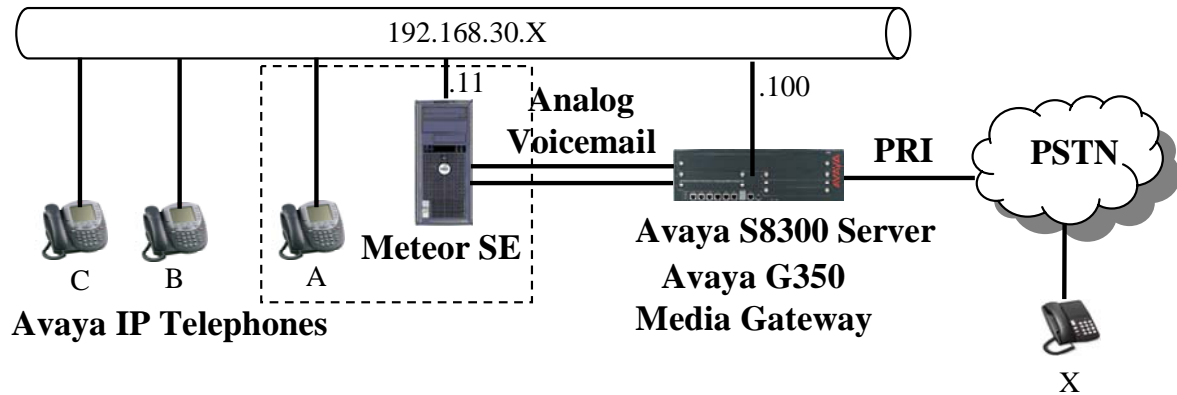 192.168.30.X
.11
.100
Analog
Voicemail
PRI
PSTN
AVAYA
Meteor SE
Avaya S8300 Server
Avaya G350
Media Gateway
C
B
A
Avaya IP Telephones
X